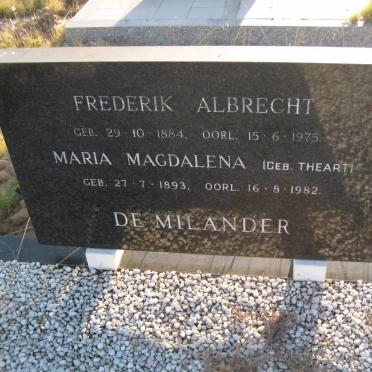 FREDERIK ALBRECHT
GEB. 29·10·1884, OORL. 15·6·1975
MARIA MAGDALENA (GEB. THEART)
GEB. 27·7·1893, OORL. 16·8·1982.
DE MILANDER